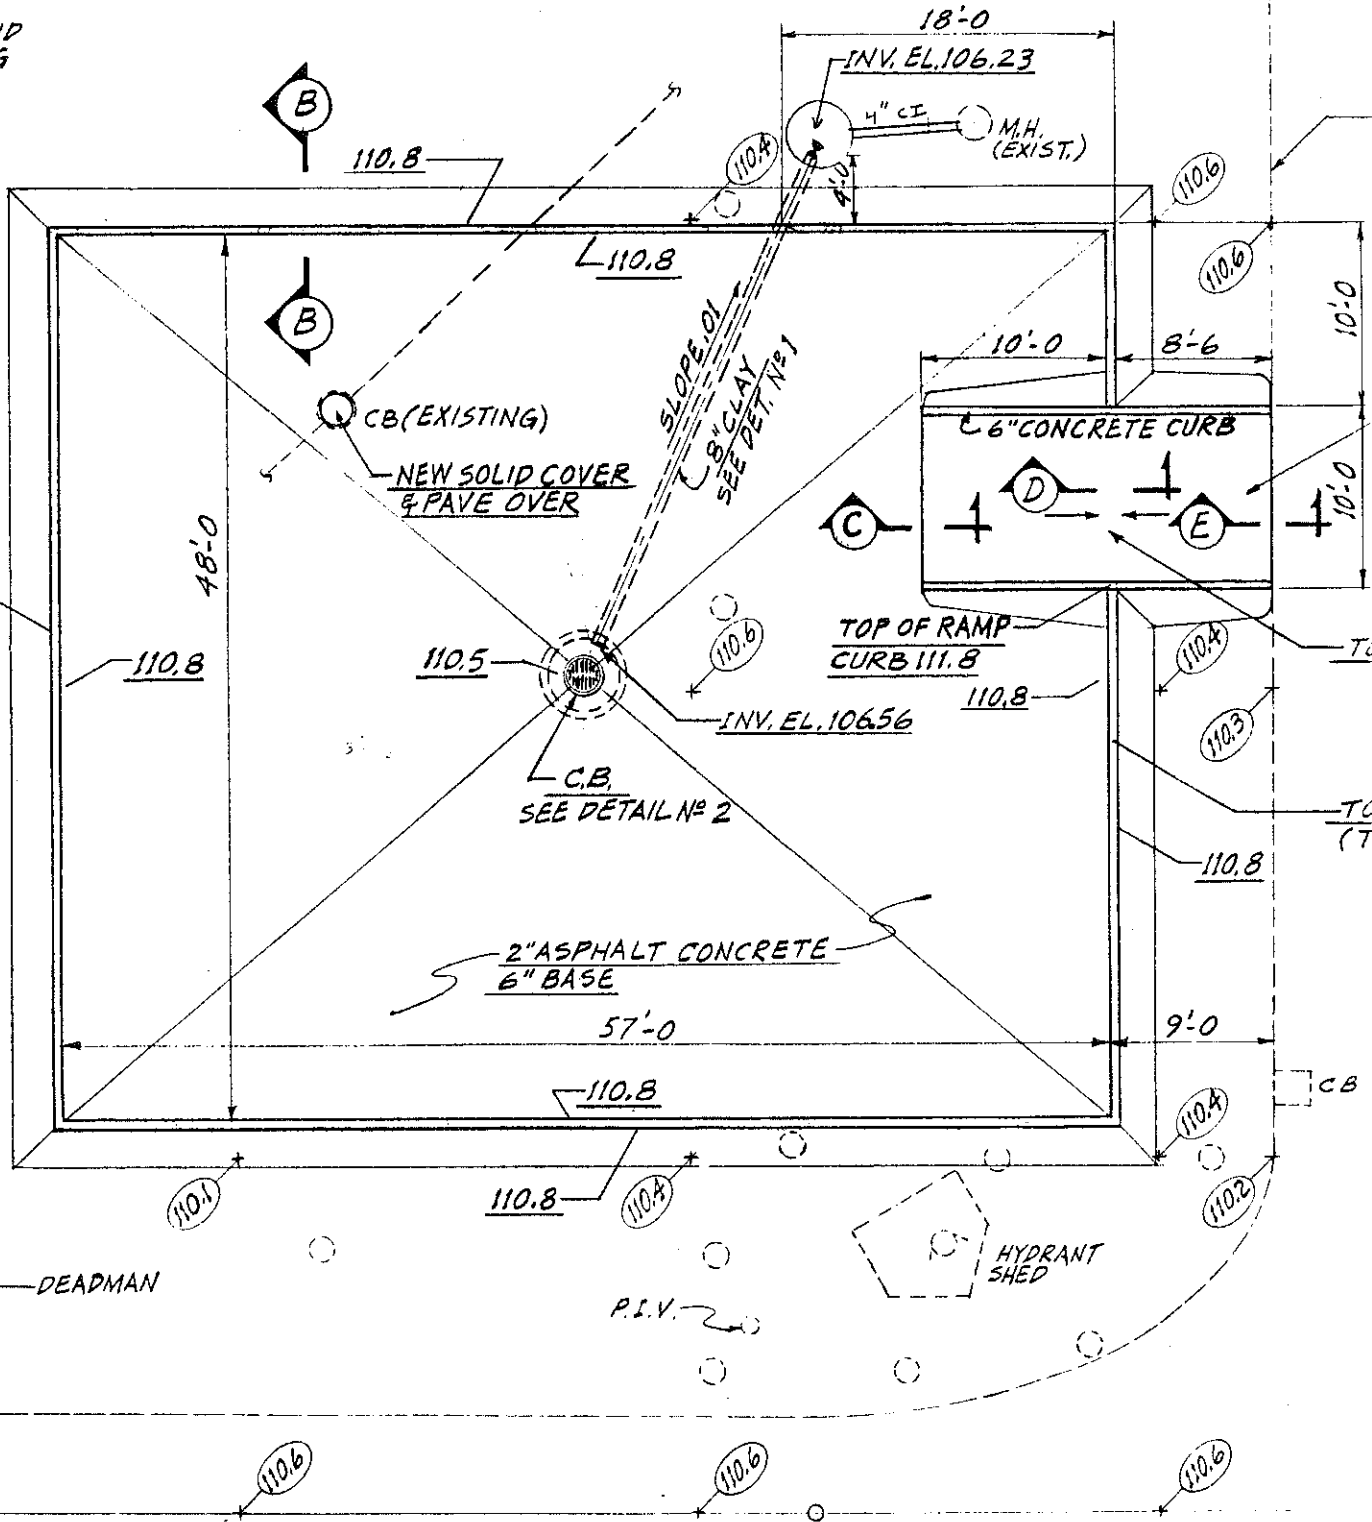 18'-0
INV. EL. 106.23
B
4" CI
M.H.
(EXIST.)
110.8
110.4
4'-0
110.6
110.8
110.6
B
10'-0
SLOPE .01
8" CLAY
SEE DET. Nº 1
10'-0
8'-6
CB (EXISTING)
6" CONCRETE CURB
NEW SOLID COVER
& PAVE OVER
D
C
E
10'-0
48'-0
TOP OF RAMP
CURB 111.8
110.6
110.4
110.8
110.5
110.8
INV. EL. 106.56
110.3
C.B.
SEE DETAIL Nº 2
110.8
2" ASPHALT CONCRETE
6" BASE
57'-0
9'-0
110.8
CB
110.4
110.1
110.8
110.4
110.2
HYDRANT
SHED
DEADMAN
P.I.V.
110.6
110.6
110.6